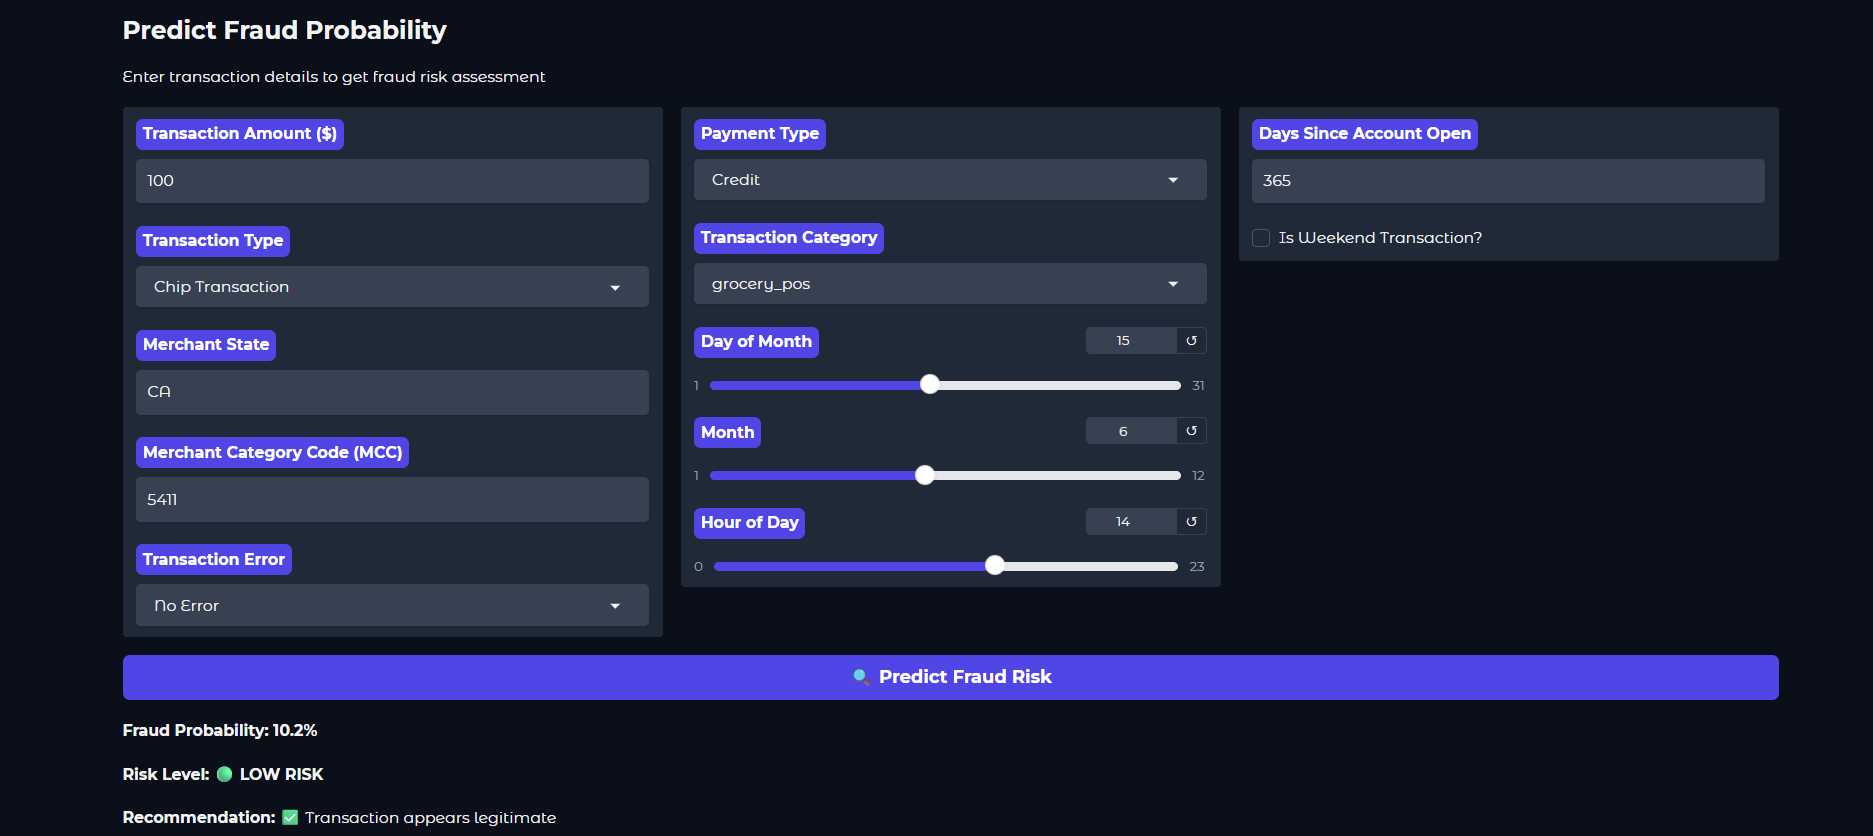 Predict Fraud Probability
Enter transaction details to get fraud risk assessment
Transaction Amount ($)
100
Transaction Type
Chip Transaction
Merchant State
CA
Merchant Category Code (MCC)
5411
Transaction Error
No Error
Payment Type
Credit
Transaction Category
grocery_pos
Day of Month
15
1
31
Month
6
1
12
Hour of Day
14
0
23
Days Since Account Open
365
Is Weekend Transaction?
Predict Fraud Risk
Fraud Probability: 10.2%
Risk Level: LOW RISK
Recommendation: Transaction appears legitimate